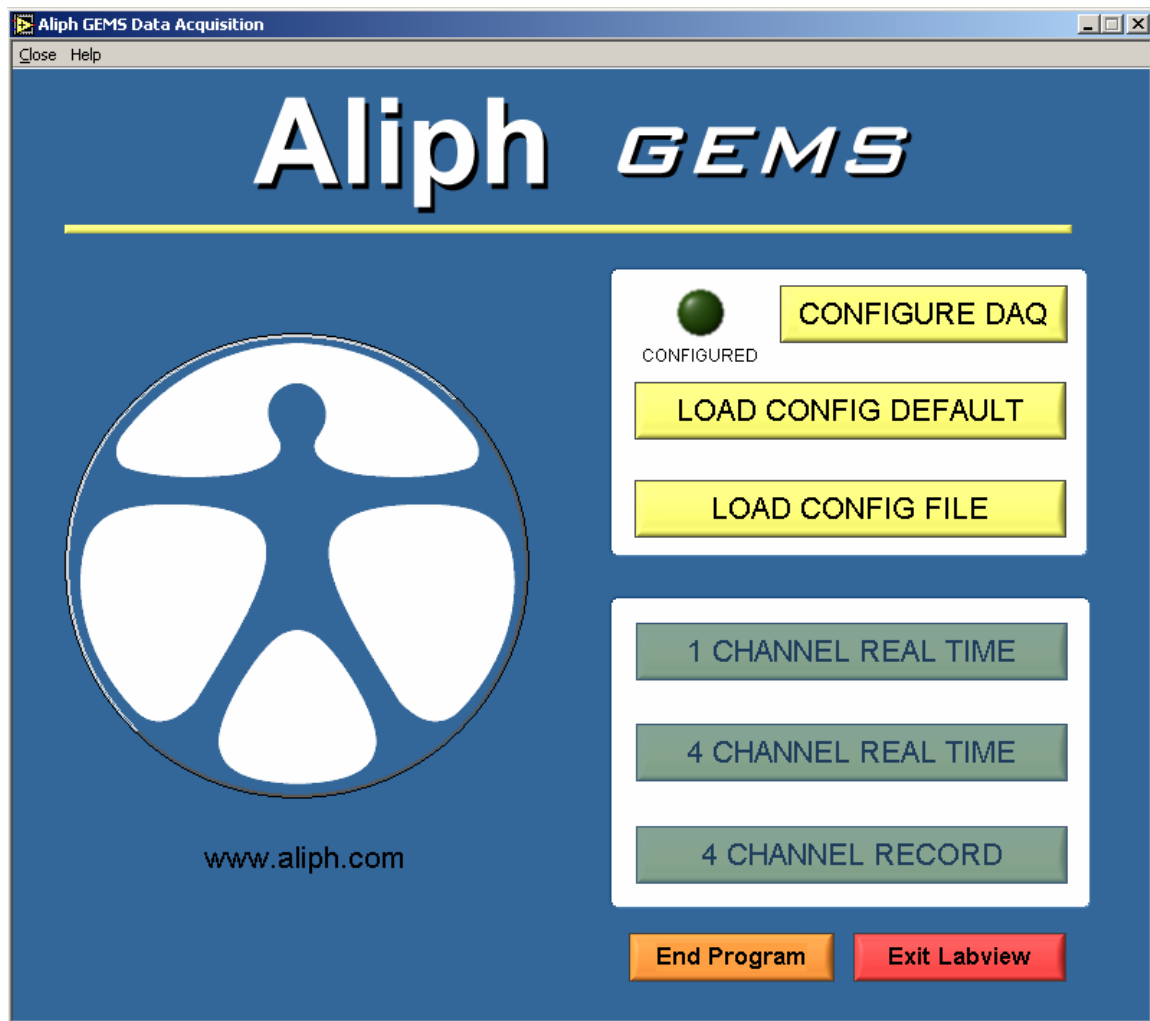 Aliph GEMS Data Acquisition
Close Help
Aliph GEMS
CONFIGURED
CONFIGURE DAQ
LOAD CONFIG DEFAULT
LOAD CONFIG FILE
1 CHANNEL REAL TIME
4 CHANNEL REAL TIME
4 CHANNEL RECORD
www.aliph.com
End Program
Exit Labview